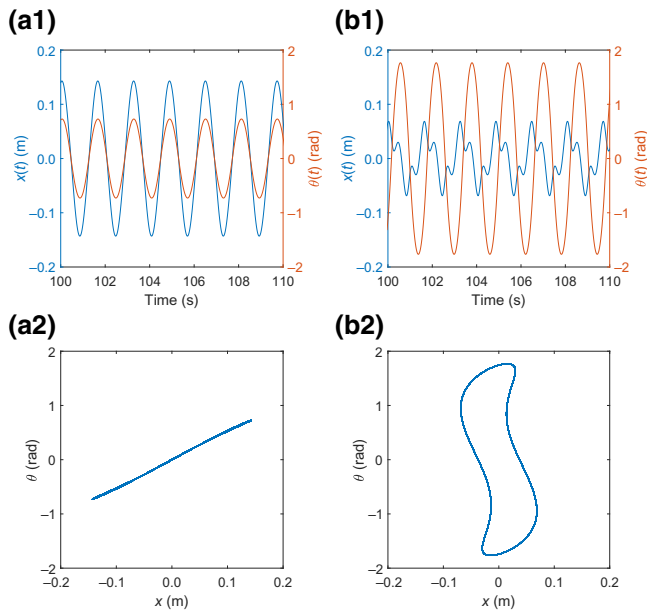 (a1)
(b1)
0.2
0.1
0.0
–0.1
–0.2
x(t) (m)
2
1
0
–1
–2
θ(t) (rad)
100 102 104 106 108 110
Time (s)
0.2
0.1
0.0
–0.1
–0.2
x(t) (m)
2
1
0
–1
–2
θ(t) (rad)
100 102 104 106 108 110
Time (s)
(a2)
(b2)
2
1
0
–1
–2
θ (rad)
–0.2 –0.1 0.0 0.1 0.2
x (m)
2
1
0
–1
–2
θ (rad)
–0.2 –0.1 0 0.1 0.2
x (m)